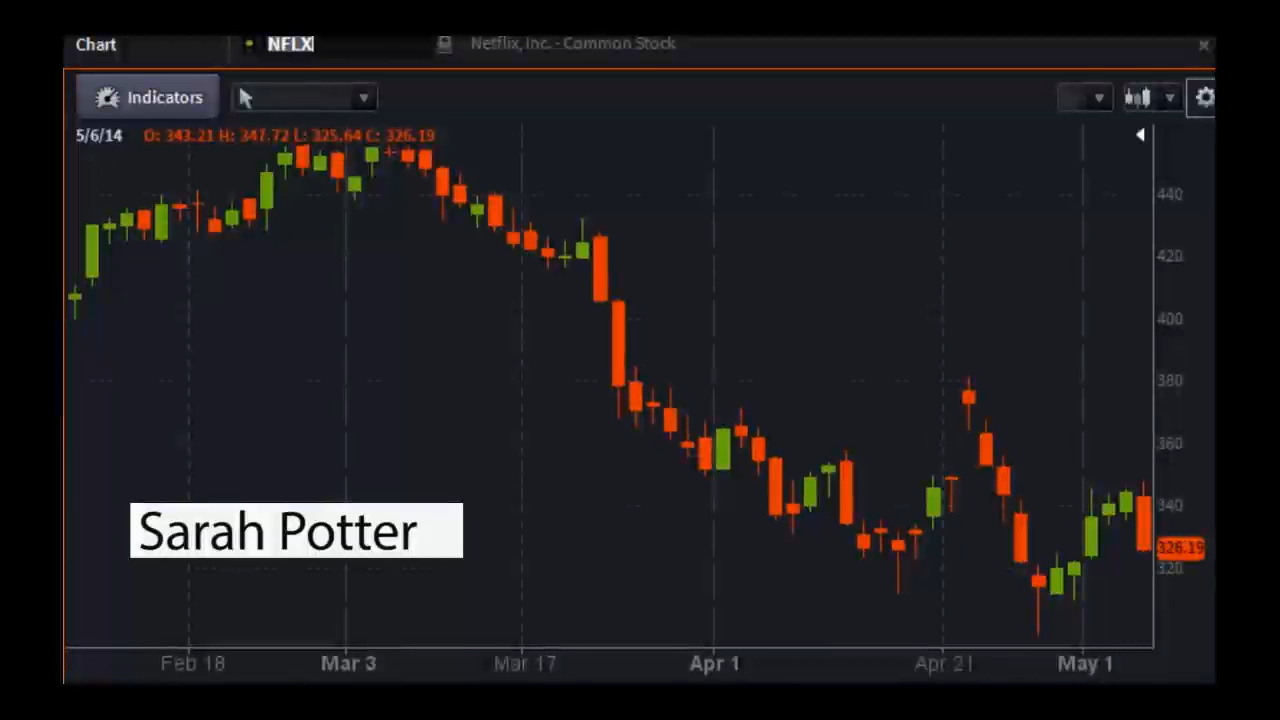 Chart NFLX Netflix, Inc. - Common Stock
Indicators
5/6/14 O: 343.21 H: 347.72 L: 325.64 C: 326.19
440
420
400
380
360
340
326.19
320
Sarah Potter
Feb 18 Mar 3 Mar 17 Apr 1 Apr 21 May 1